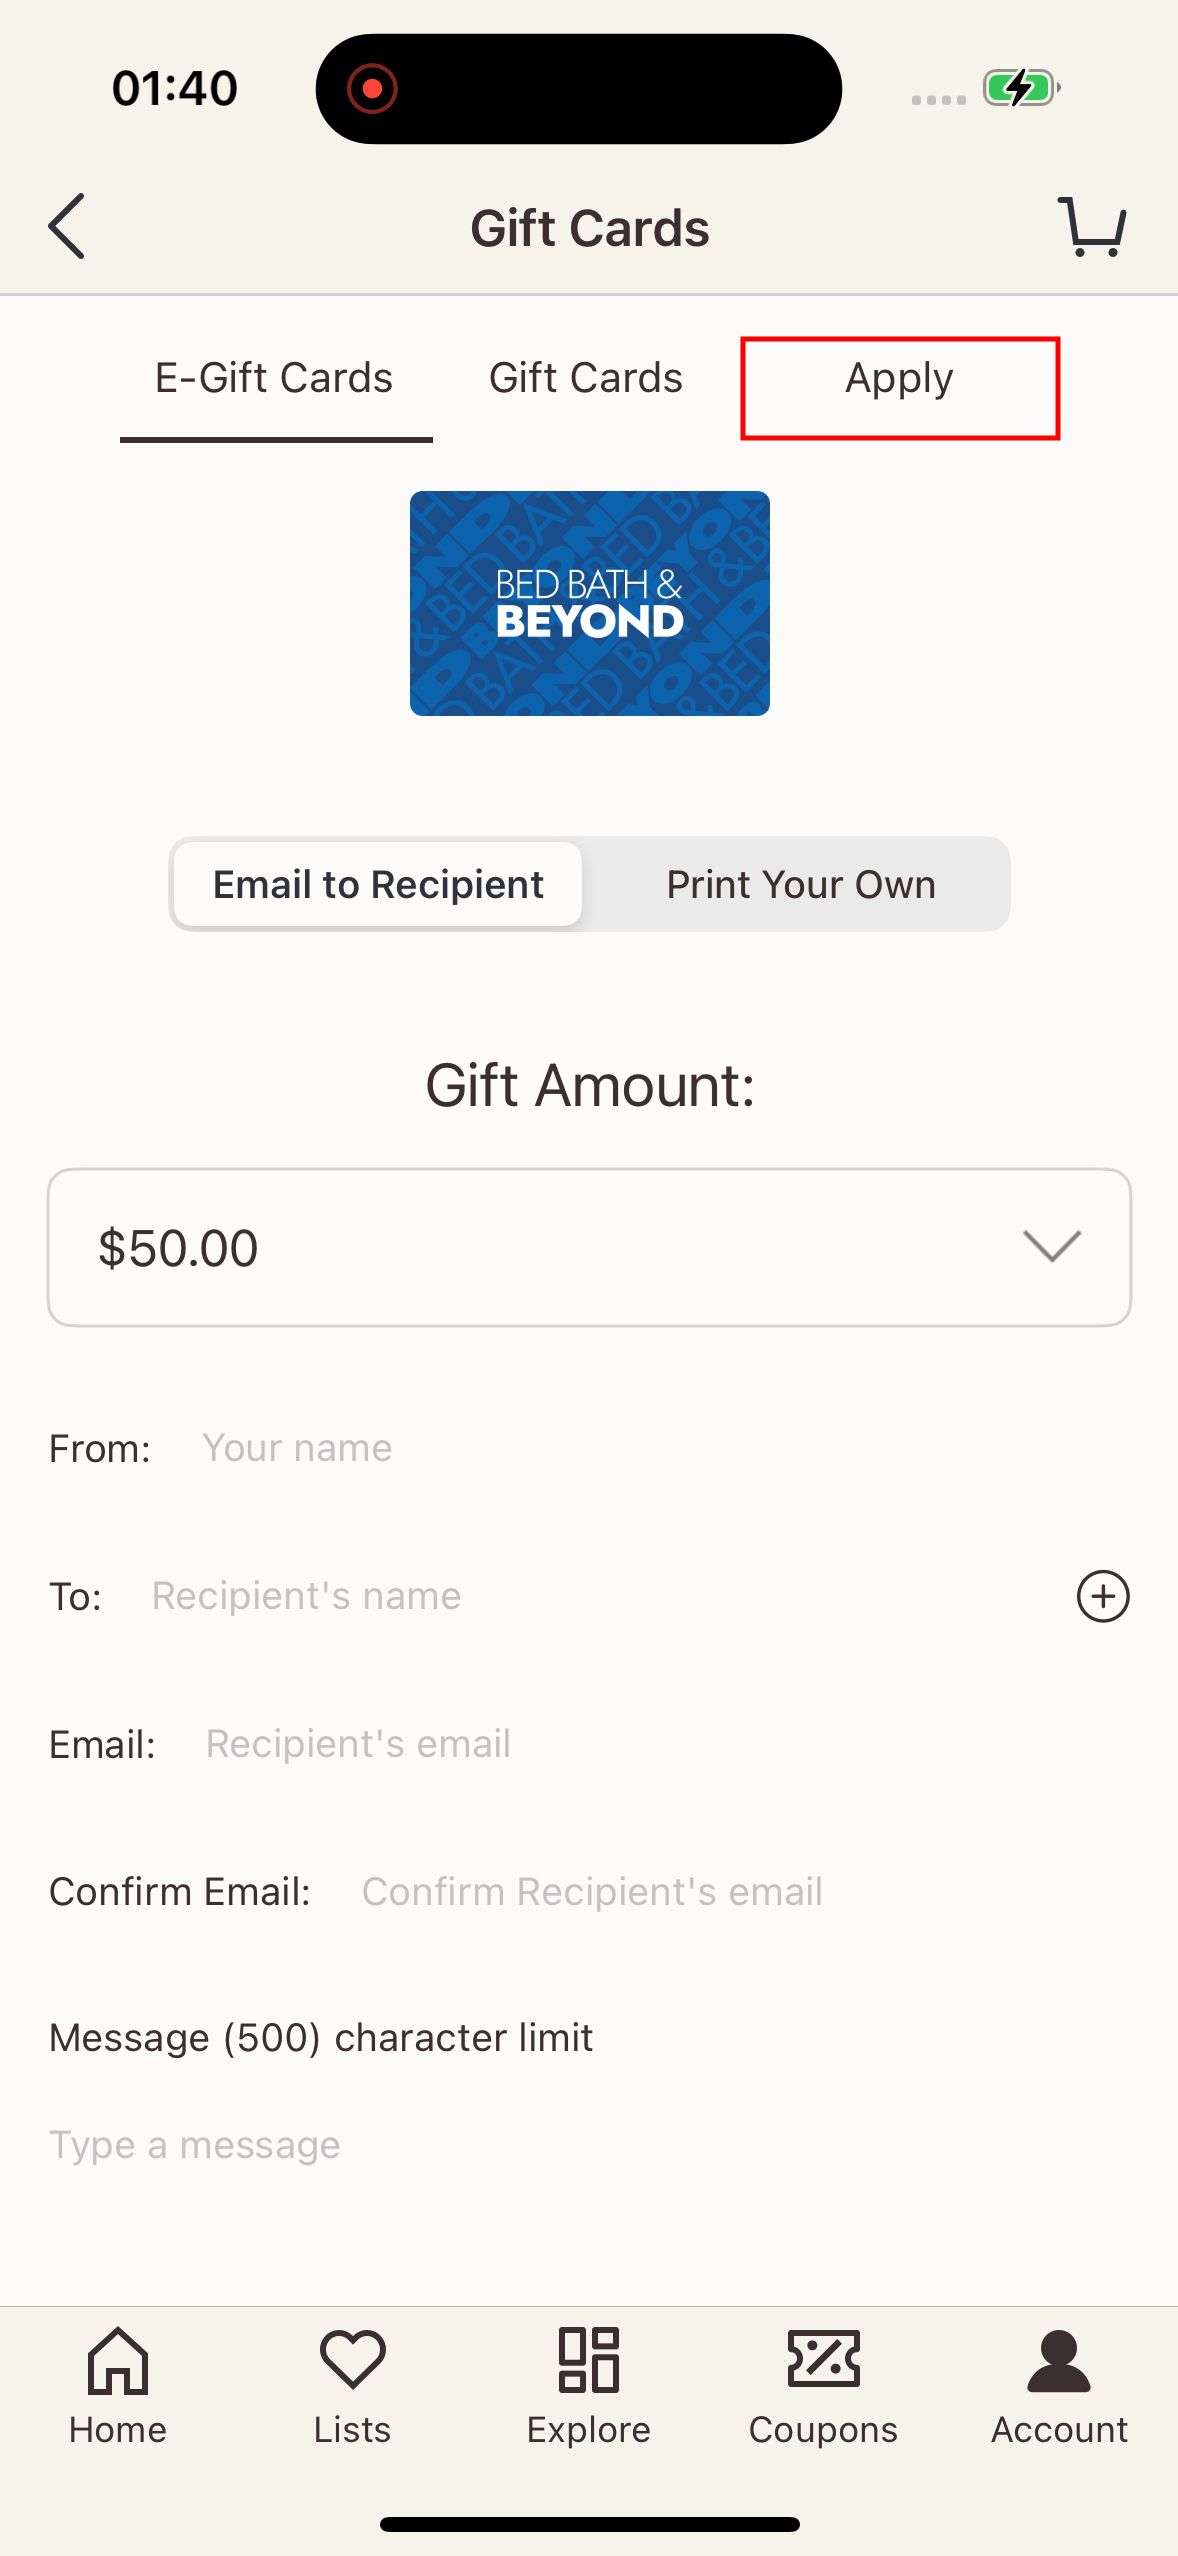 01:40
Gift Cards
E-Gift Cards Gift Cards Apply
BED BATH &
BEYOND
Email to Recipient Print Your Own
Gift Amount:
$50.00
From: Your name
To: Recipient's name
Email: Recipient's email
Confirm Email: Confirm Recipient's email
Message (500) character limit
Type a message
Home Lists Explore Coupons Account